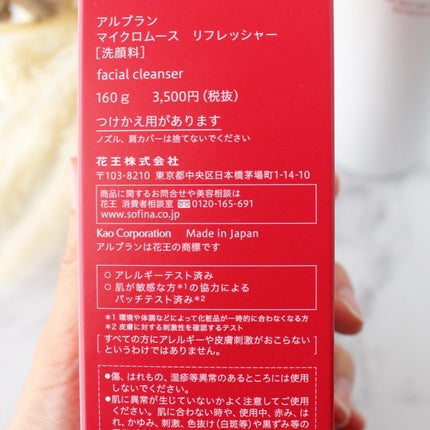 アルブラン
マイクロムース リフレッシャー
[洗顔料]
facial cleanser
160g 3,500円(税抜)
つけかえ用があります
ノズル、肩カバーは捨てないでください
花王株式会社
〒103-8210 東京都中央区日本橋茅場町1-14-10
商品に関するお問合せや美容相談は
花王 消費者相談室 0120-165-691
www.sofina.co.jp
Kao Corporation Made in Japan
アルブランは花王の商標です
○アレルギーテスト済み
○肌が敏感な方*1の協力による
パッチテスト済み*2
*1 環境や体調などによって化粧品が一時的に合わなくなる方
*2 皮膚に対する刺激性を確認するテスト
[すべての方にアレルギーや皮膚刺激がおこらない
というわけではありません。]
●傷、はれもの、湿疹等異常のあるところには使用
しないでください。
●肌に異常が生じていないかよく注意してご使用
ください。肌に合わない時や、使用中、赤み、は
れ、かゆみ、刺激、色抜け(白斑等)や黒ずみ等の